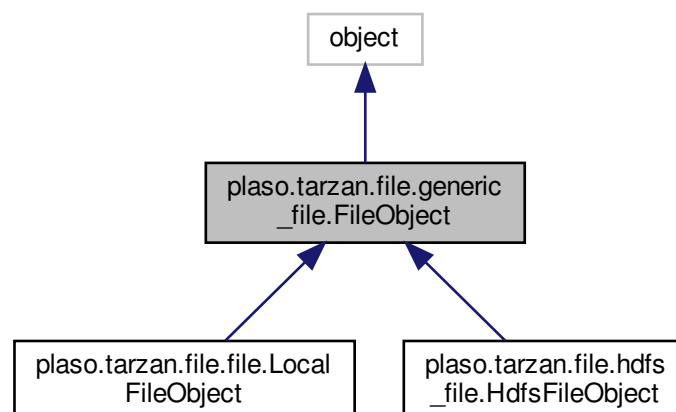 object
plaso.tarzan.file.generic
_file.FileObject
plaso.tarzan.file.file.Local
FileObject
plaso.tarzan.file.hdfs
_file.HdfsFileObject